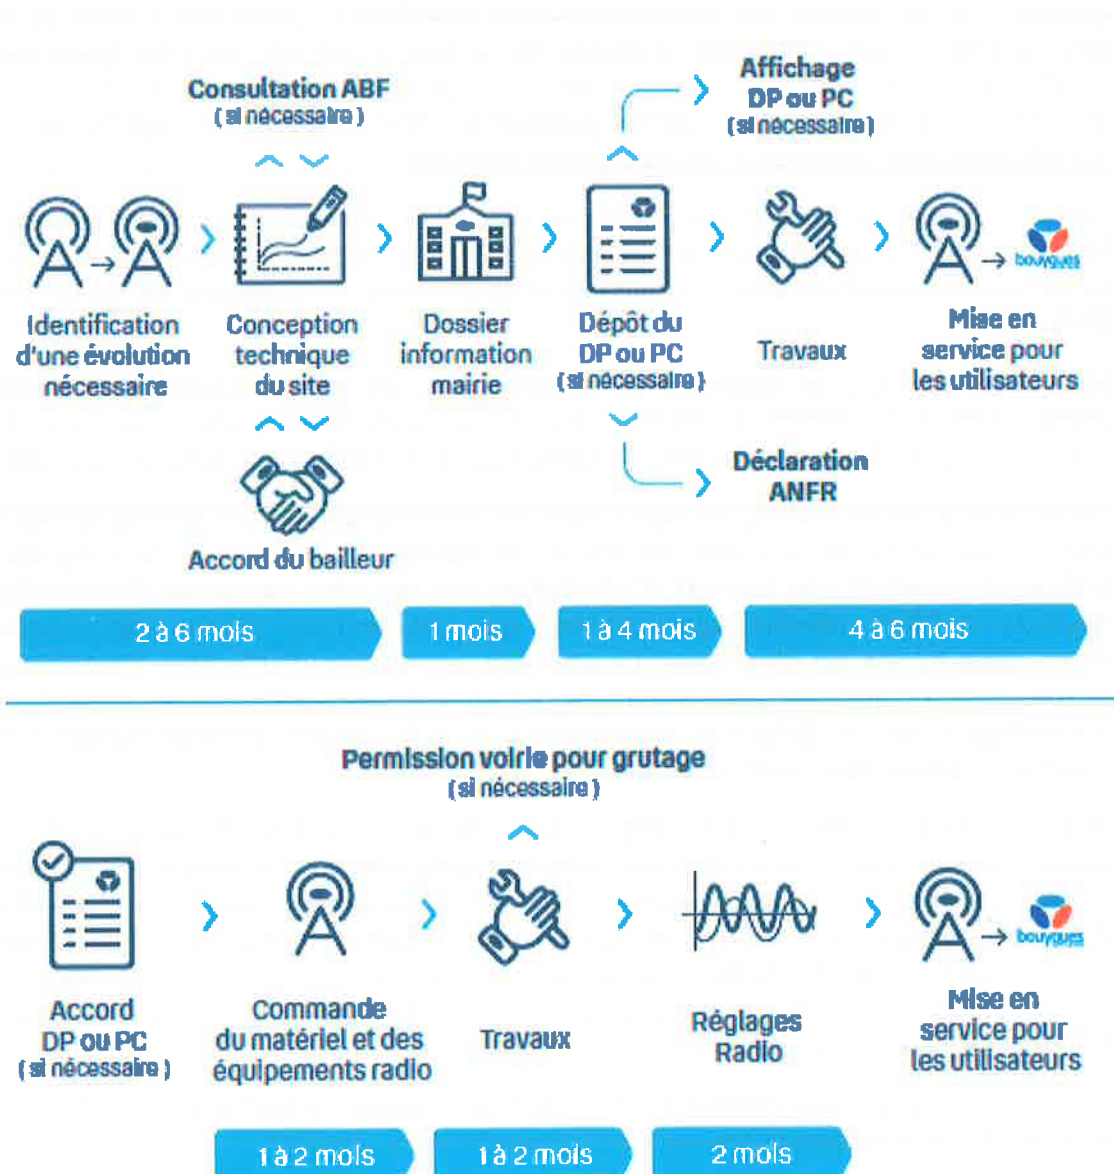 Consultation ABF
(si nécessaire)
Affichage
DP ou PC
(si nécessaire)
bouygues
Identification
d'une évolution
nécessaire
Conception
technique
du site
Dossier
information
mairie
Dépôt du
DP ou PC
(si nécessaire)
Travaux
Mise en
service pour
les utilisateurs
Accord du bailleur
Déclaration
ANFR
2 à 6 mois
1 mois
1 à 4 mois
4 à 6 mois
Permission voirie pour grutage
(si nécessaire)
bouygues
Accord
DP ou PC
(si nécessaire)
Commande
du matériel et des
équipements radio
Travaux
Réglages
Radio
Mise en
service pour
les utilisateurs
1 à 2 mois
1 à 2 mois
2 mois